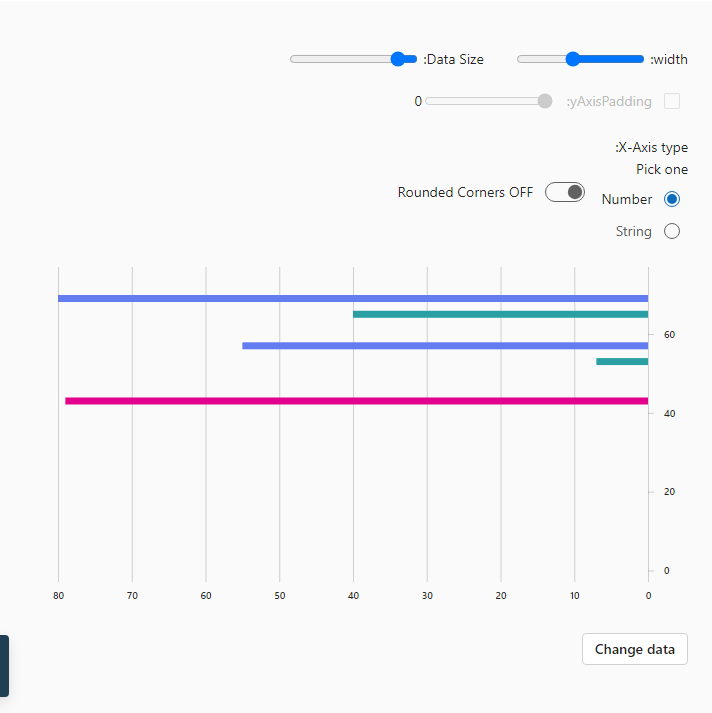 :width
:Data Size
:yAxisPadding
0
:X-Axis type
Pick one
Number
Rounded Corners OFF
String
60
40
20
0
80 70 60 50 40 30 20 10 0
Change data